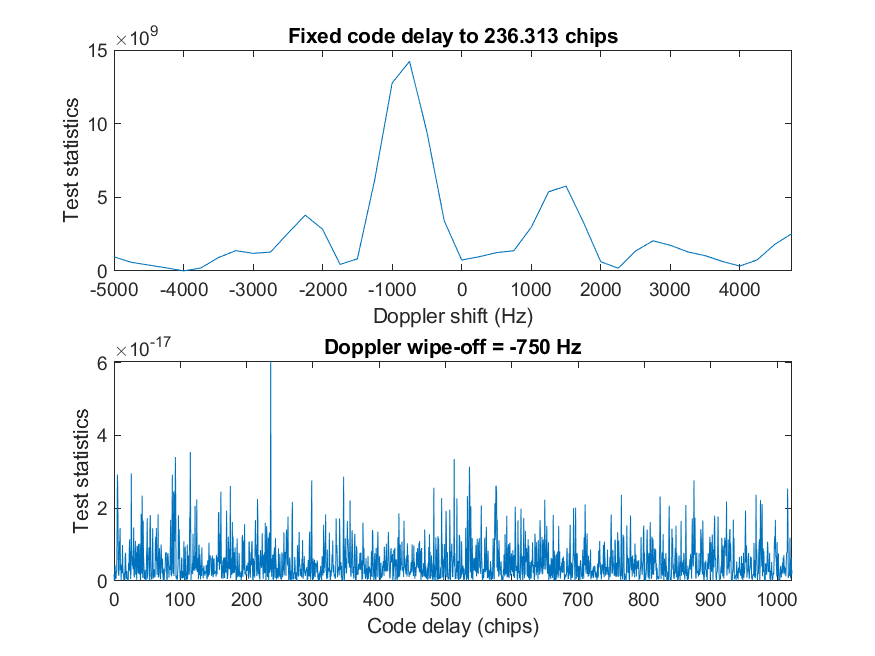 ×10⁹
Fixed code delay to 236.313 chips
15
10
5
0
Test statistics
-5000 -4000 -3000 -2000 -1000 0 1000 2000 3000 4000
Doppler shift (Hz)
×10⁻¹⁷
Doppler wipe-off = -750 Hz
6
4
2
0
Test statistics
0 100 200 300 400 500 600 700 800 900 1000
Code delay (chips)